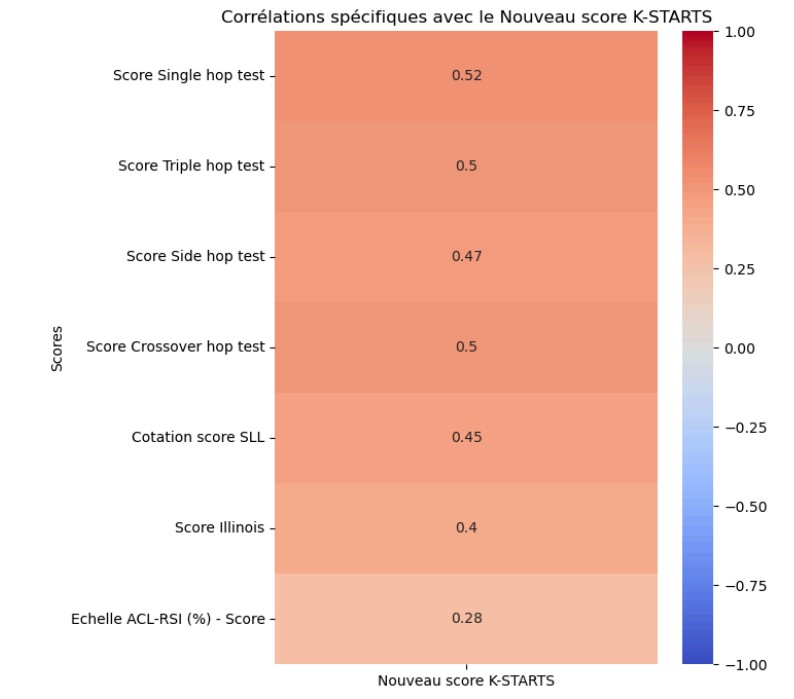 Corrélations spécifiques avec le Nouveau score K-STARTS
Score Single hop test
0.52
Score Triple hop test
0.5
Score Side hop test
0.47
Score Crossover hop test
0.5
Cotation score SLL
0.45
Score Illinois
0.4
Echelle ACL-RSI (%) - Score
0.28
Scores
Nouveau score K-STARTS
1.00
0.75
0.50
0.25
0.00
−0.25
−0.50
−0.75
−1.00